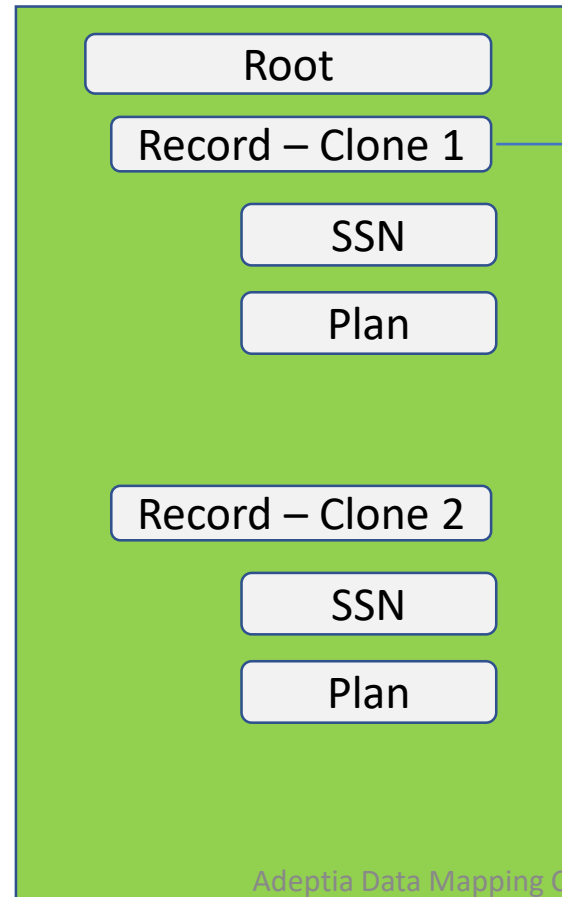 Root
Record – Clone 1
SSN
Plan
Record – Clone 2
SSN
Plan
Adeptia Data Mapping